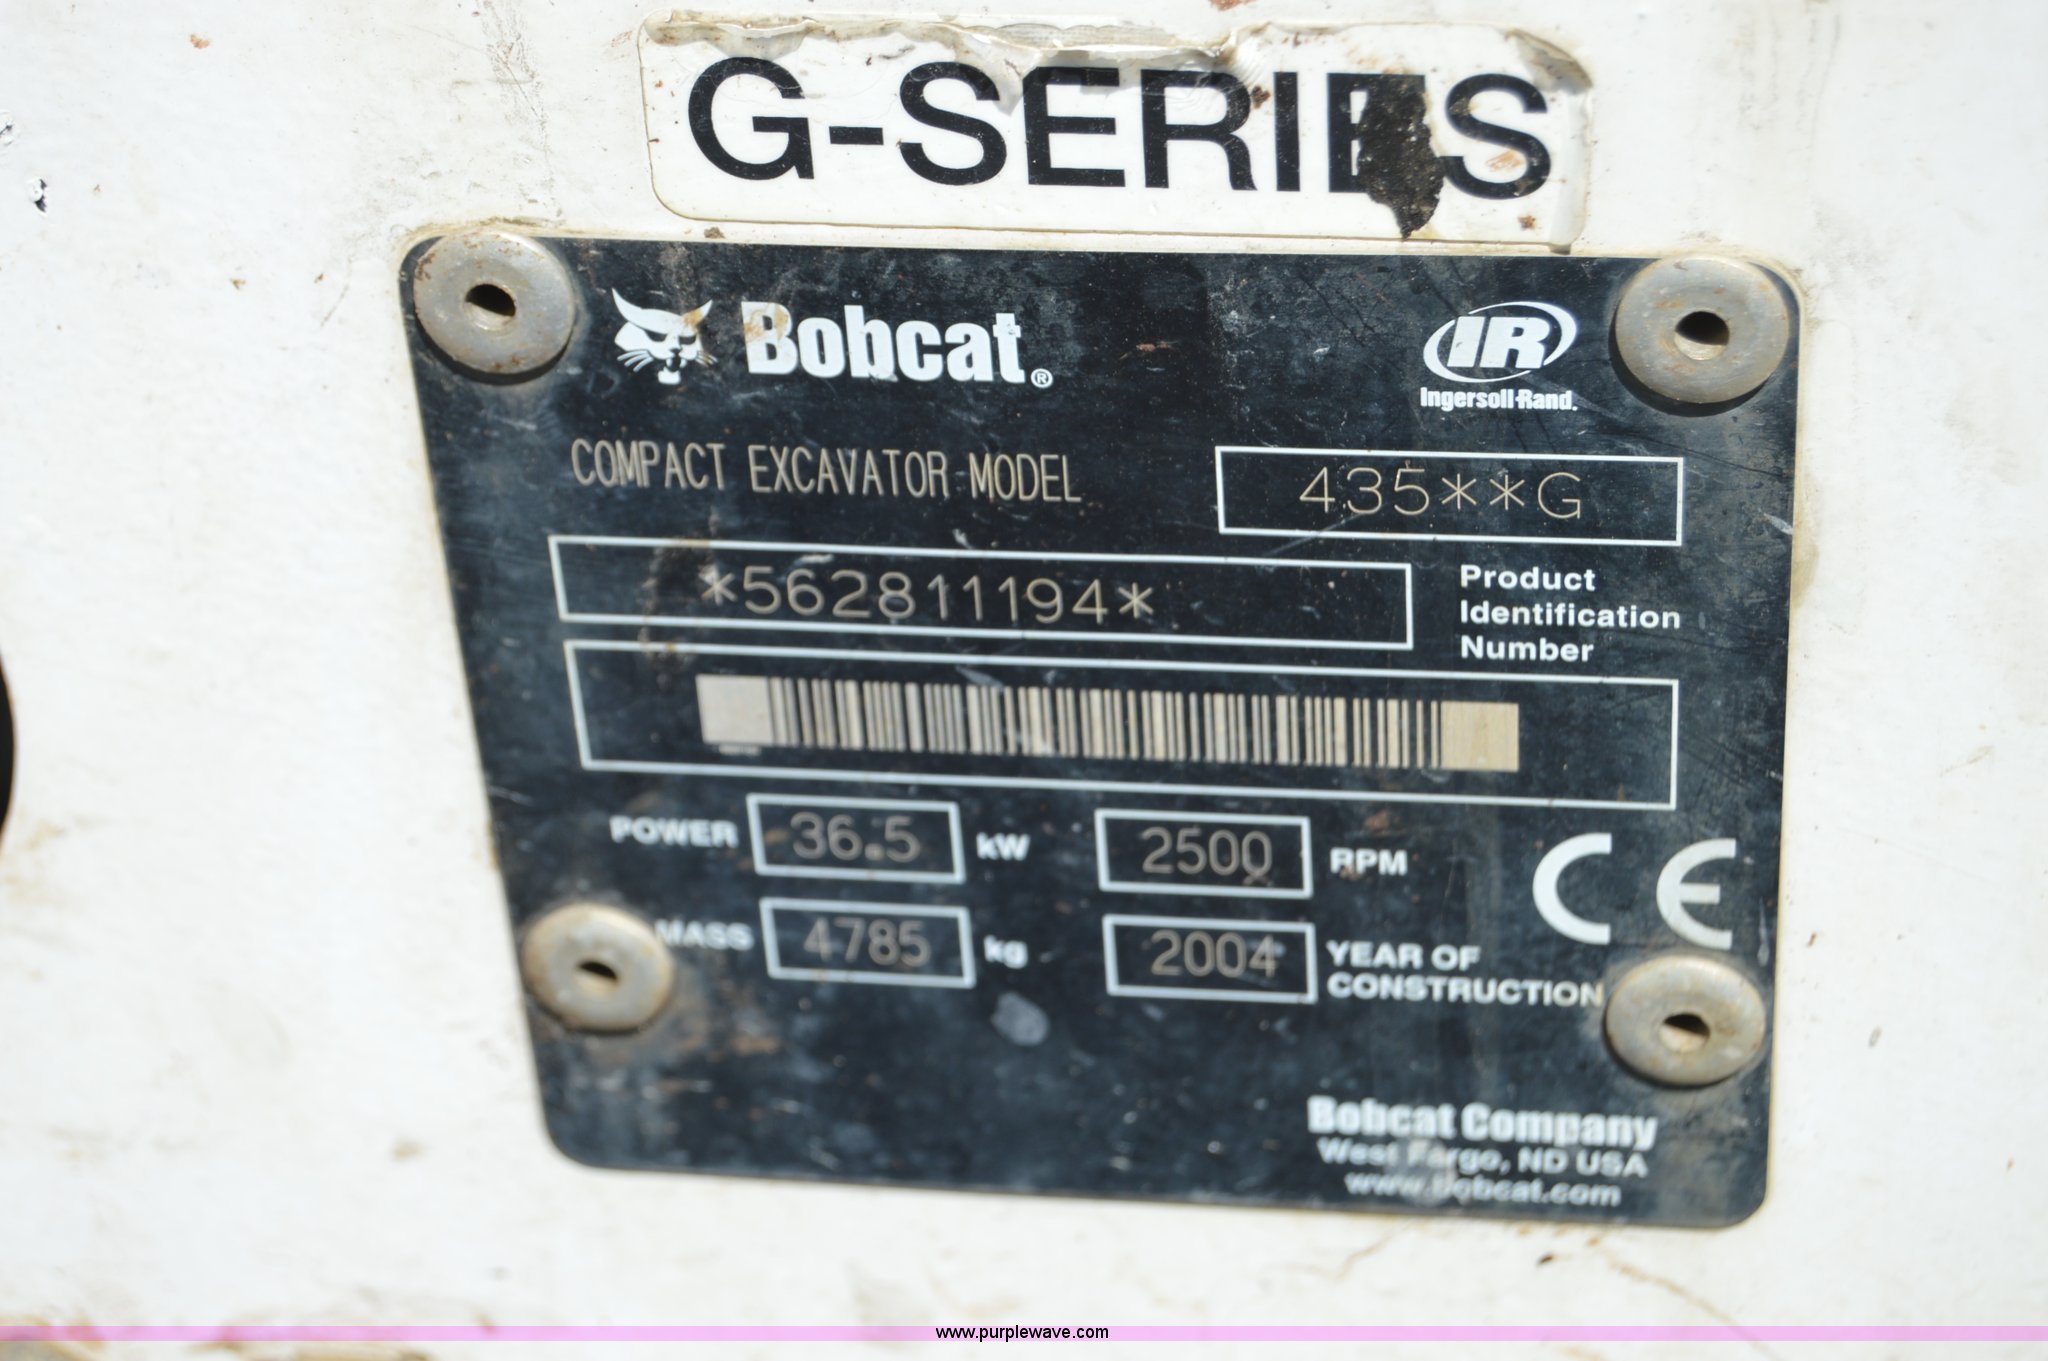 G-SERIES
Bobcat®
IR
Ingersoll-Rand.
COMPACT EXCAVATOR MODEL 435**G
*562811194*
Product
Identification
Number
POWER 36.5 kW 2500 RPM
CE
MASS 4785 kg 2004 YEAR OF
CONSTRUCTION
Bobcat Company
West Fargo, ND USA
www.bobcat.com
www.purplewave.com